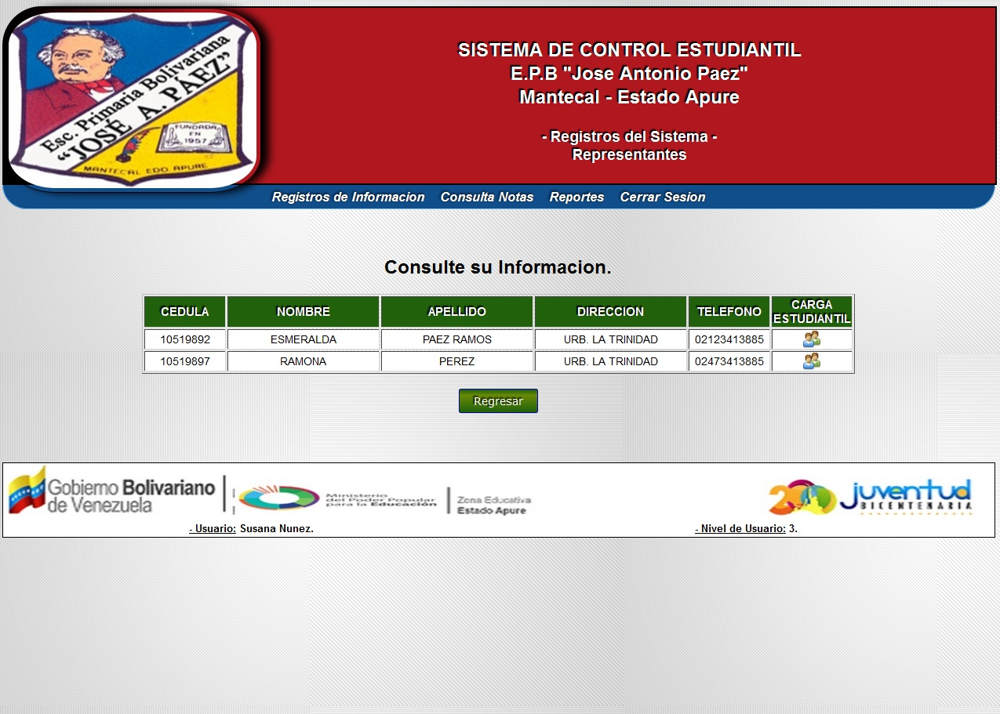 Esc. Primaria Bolivariana
"JOSÉ A. PÁEZ"
FUNDADA
EN
1957
MANTECAL EDO. APURE
SISTEMA DE CONTROL ESTUDIANTIL
E.P.B "Jose Antonio Paez"
Mantecal - Estado Apure
- Registros del Sistema -
Representantes
Registros de Informacion Consulta Notas Reportes Cerrar Sesion
Consulte su Informacion.
CEDULA NOMBRE APELLIDO DIRECCION TELEFONO CARGA ESTUDIANTIL
10519892 ESMERALDA PAEZ RAMOS URB. LA TRINIDAD 02123413885
10519897 RAMONA PEREZ URB. LA TRINIDAD 02473413885
Regresar
Gobierno Bolivariano
de Venezuela
Ministerio
del Poder Popular
para la Educación
Zona Educativa
Estado Apure
200 juventud
BICENTENARIA
- Usuario: Susana Nunez.
- Nivel de Usuario: 3.